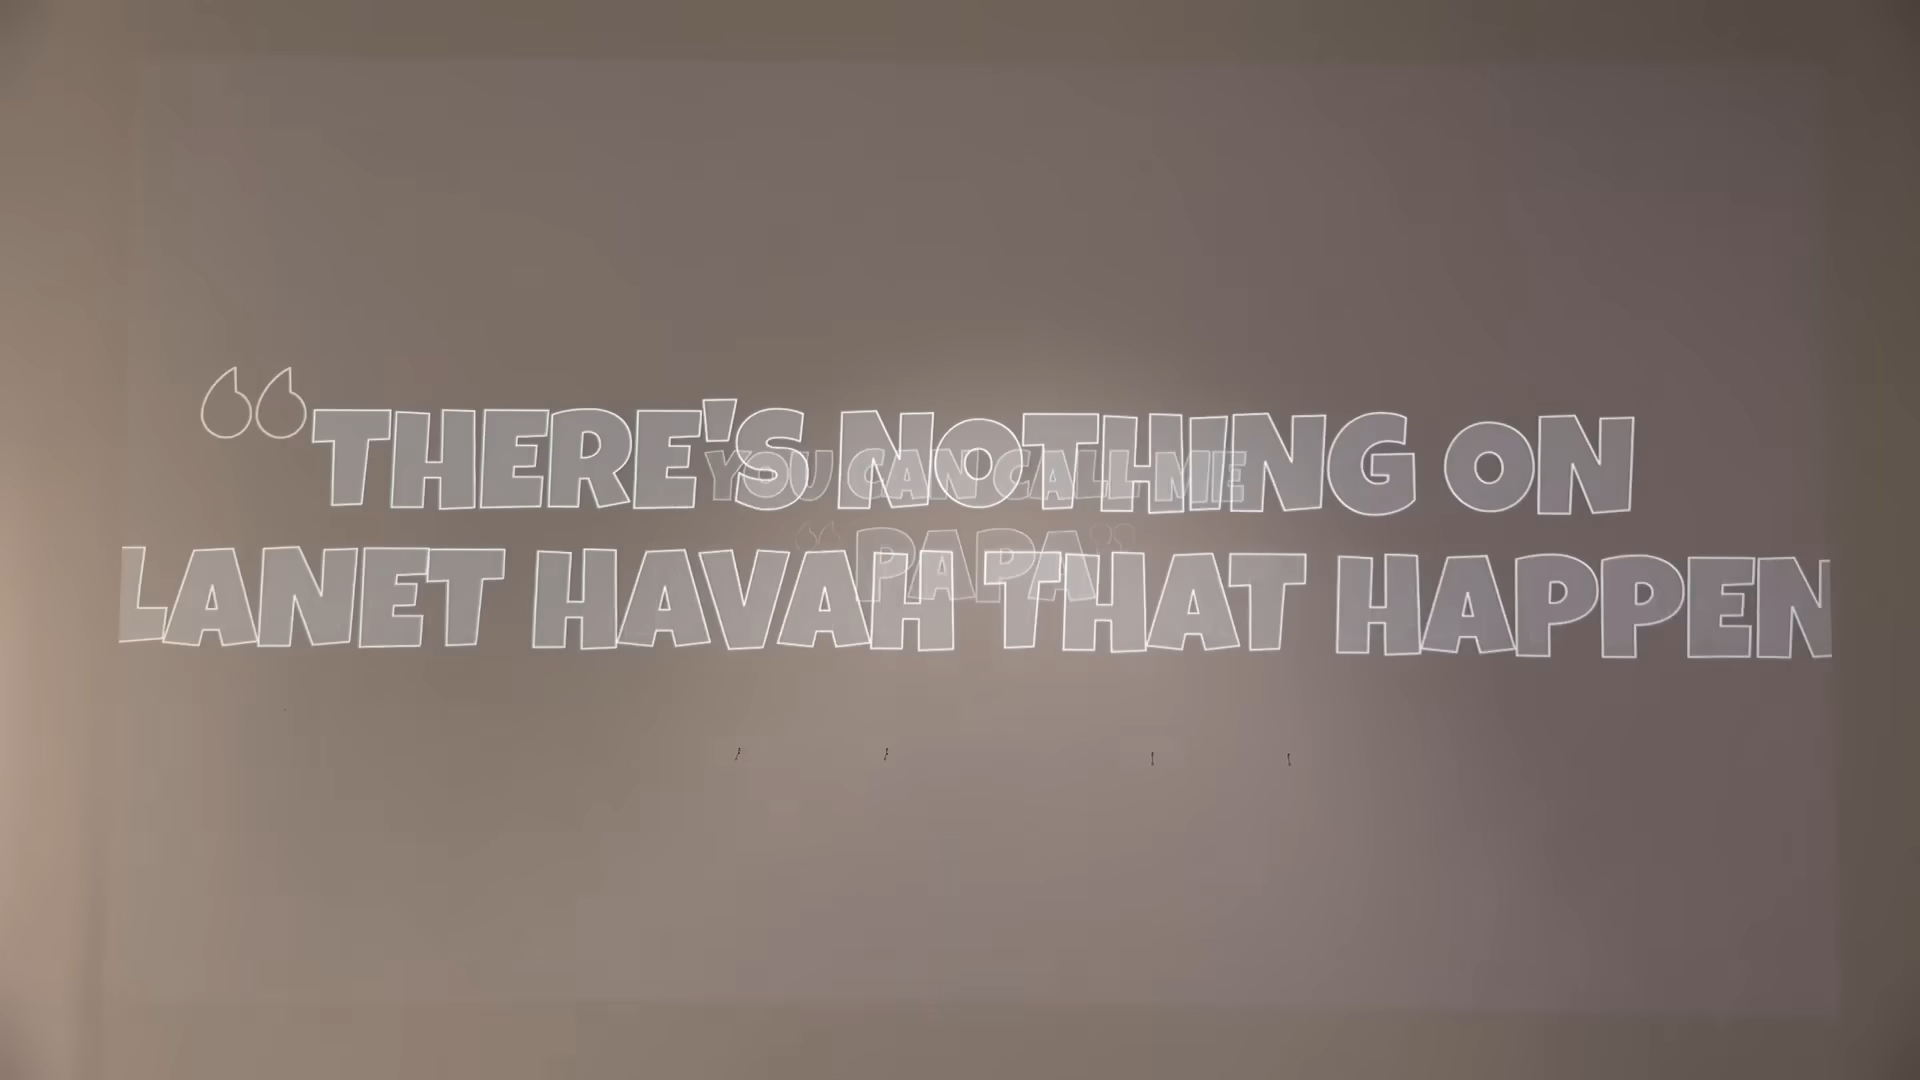 “THERE'S NOTHING ON
LANET HAVAH THAT HAPPEN
YOU CAN CALL ME
“PAPA”